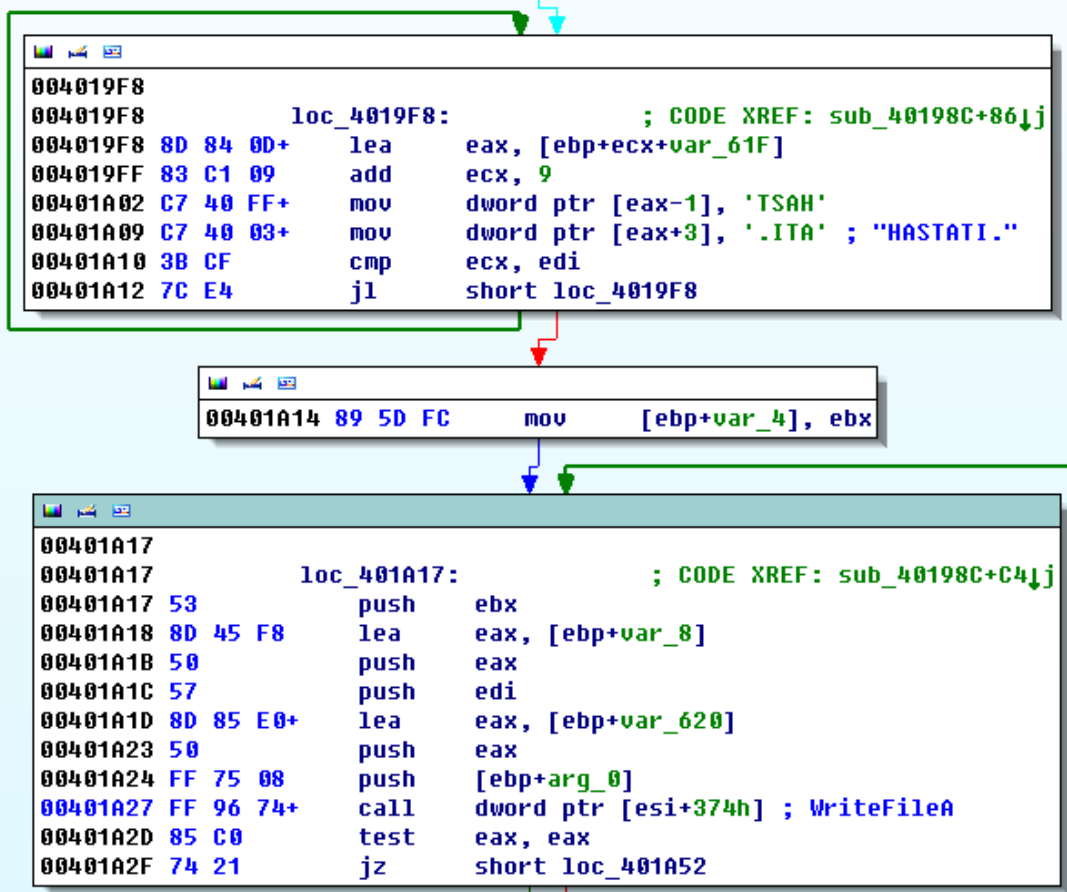 004019F8
004019F8 loc_4019F8: ; CODE XREF: sub_40198C+86↓j
004019F8 8D 84 0D+ lea eax, [ebp+ecx+var_61F]
004019FF 83 C1 09 add ecx, 9
00401A02 C7 40 FF+ mov dword ptr [eax-1], 'TSAH'
00401A09 C7 40 03+ mov dword ptr [eax+3], '.ITA' ; "HASTATI."
00401A10 3B CF cmp ecx, edi
00401A12 7C E4 jl short loc_4019F8
00401A14 89 5D FC mov [ebp+var_4], ebx
00401A17
00401A17 loc_401A17: ; CODE XREF: sub_40198C+C4↓j
00401A17 53 push ebx
00401A18 8D 45 F8 lea eax, [ebp+var_8]
00401A1B 50 push eax
00401A1C 57 push edi
00401A1D 8D 85 E0+ lea eax, [ebp+var_620]
00401A23 50 push eax
00401A24 FF 75 08 push [ebp+arg_0]
00401A27 FF 96 74+ call dword ptr [esi+374h] ; WriteFileA
00401A2D 85 C0 test eax, eax
00401A2F 74 21 jz short loc_401A52